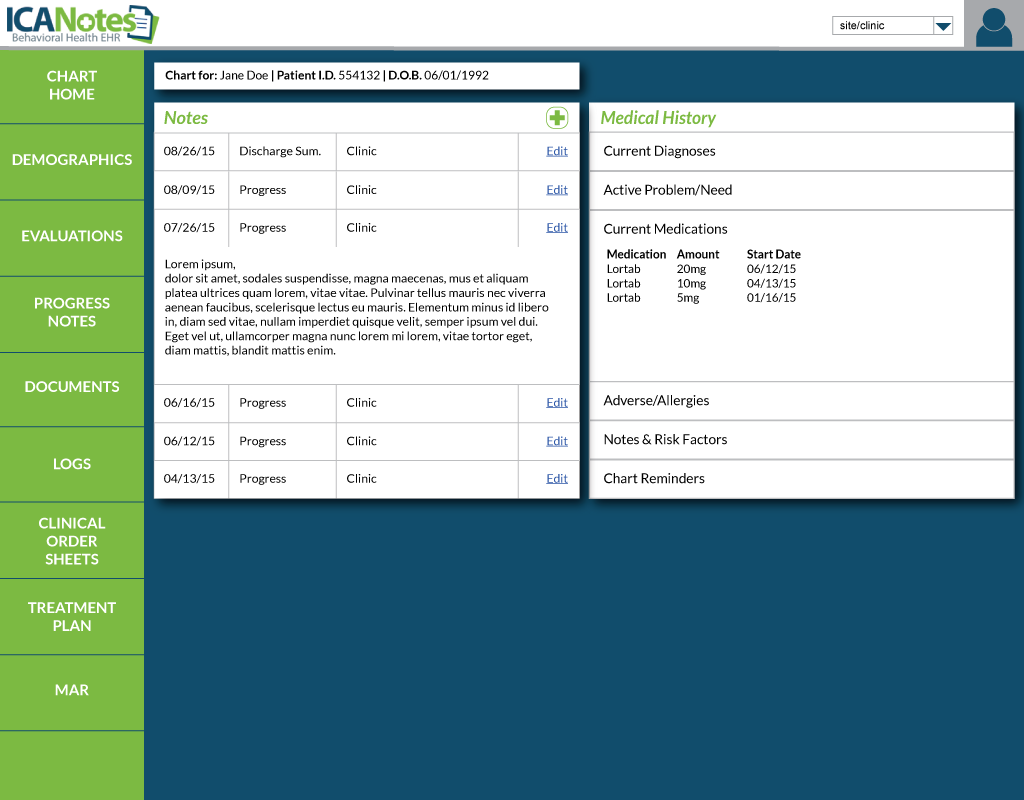 ICANotes
Behavioral Health EHR
site/clinic
CHART
HOME
DEMOGRAPHICS
EVALUATIONS
PROGRESS
NOTES
DOCUMENTS
LOGS
CLINICAL
ORDER
SHEETS
TREATMENT
PLAN
MAR
Chart for: Jane Doe | Patient I.D. 554132 | D.O.B. 06/01/1992
Notes
08/26/15 Discharge Sum. Clinic Edit
08/09/15 Progress Clinic Edit
07/26/15 Progress Clinic Edit
Lorem ipsum,
dolor sit amet, sodales suspendisse, magna maecenas, mus et aliquam
platea ultrices quam lorem, vitae vitae. Pulvinar tellus mauris nec viverra
aenean faucibus, scelerisque lectus eu mauris. Elementum minus id libero
in, diam sed vitae, nullam imperdiet quisque velit, semper ipsum vel dui.
Eget vel ut, ullamcorper magna nunc lorem mi lorem, vitae tortor eget,
diam mattis, blandit mattis enim.
06/16/15 Progress Clinic Edit
06/12/15 Progress Clinic Edit
04/13/15 Progress Clinic Edit
Medical History
Current Diagnoses
Active Problem/Need
Current Medications
Medication Amount Start Date
Lortab 20mg 06/12/15
Lortab 10mg 04/13/15
Lortab 5mg 01/16/15
Adverse/Allergies
Notes & Risk Factors
Chart Reminders